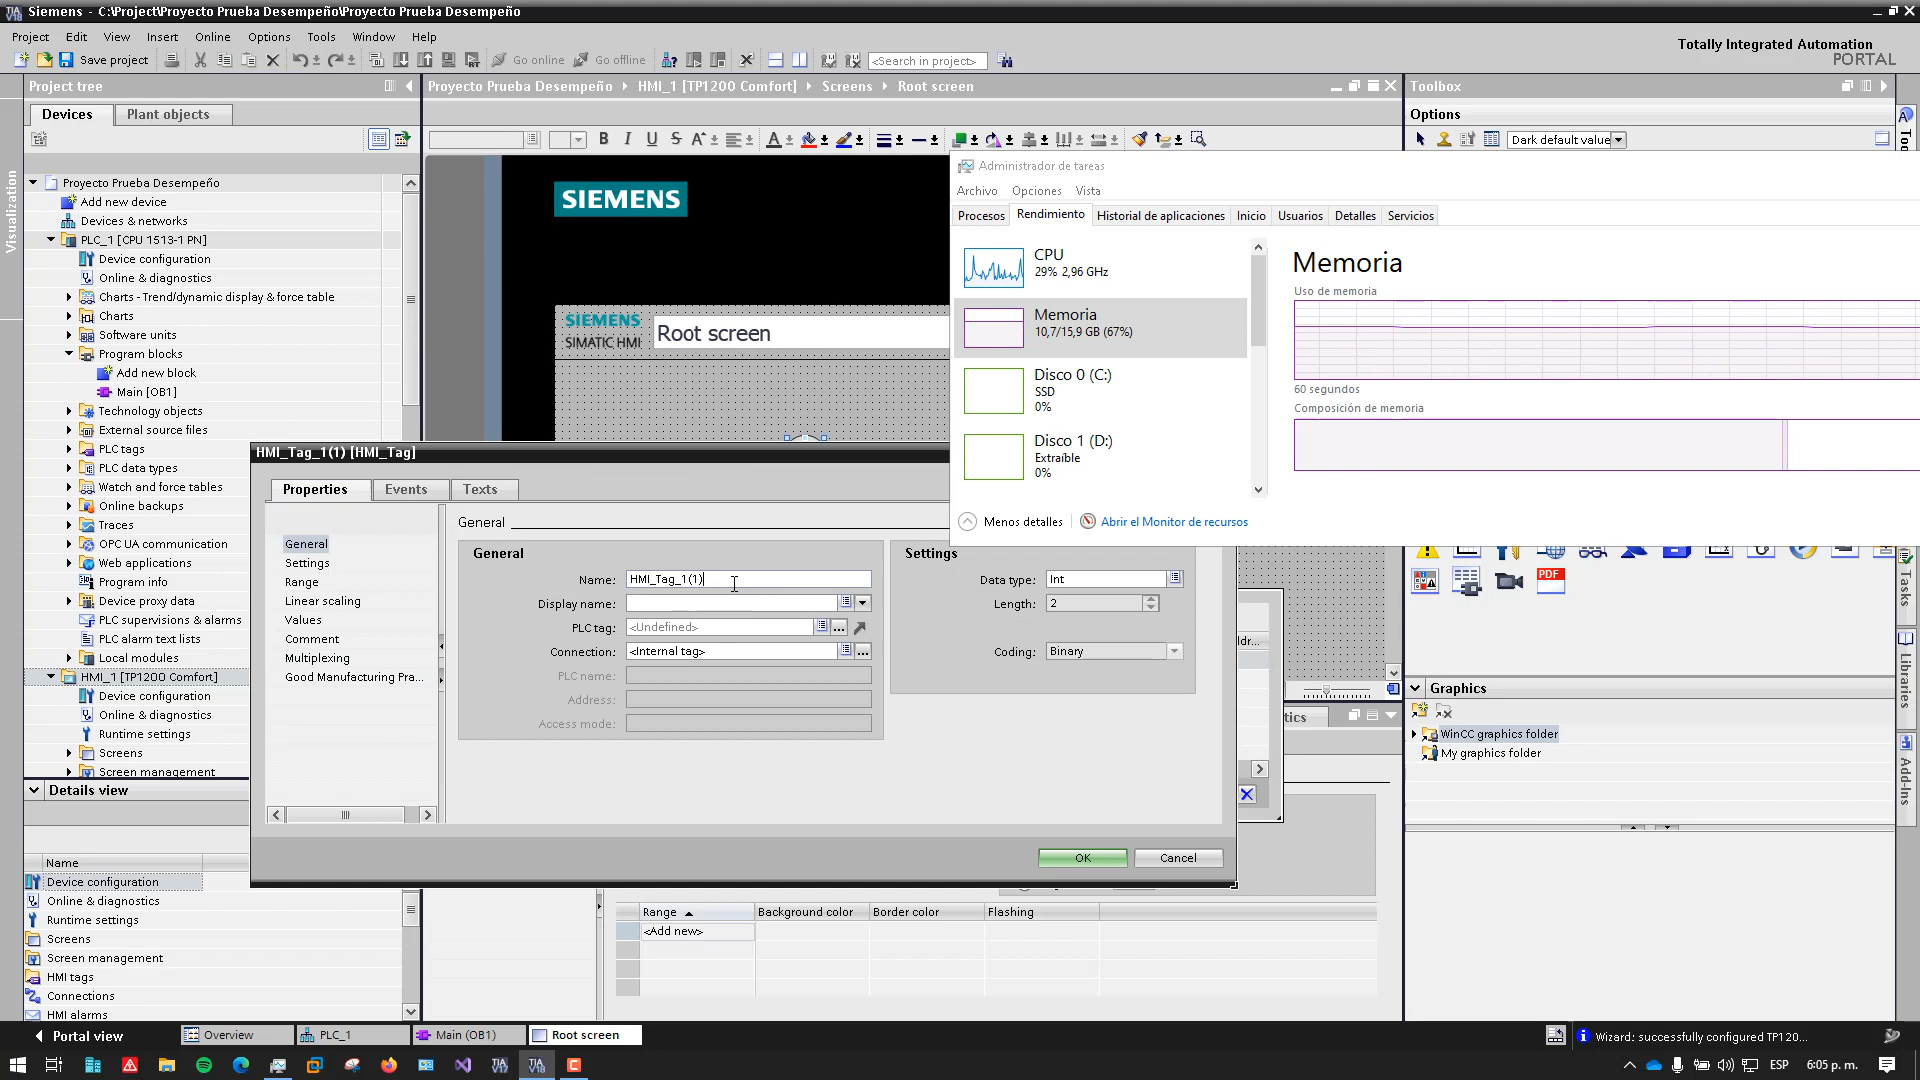 Siemens - C:\Project\Proyecto Prueba Desempeño\Proyecto Prueba Desempeño
Project Edit View Insert Online Options Tools Window Help
Totally Integrated Automation
PORTAL
Save project
Go online
Go offline
<Search in project>
Project tree
Proyecto Prueba Desempeño
HMI_1 [TP1200 Comfort]
Screens
Root screen
Toolbox
Devices
Plant objects
Options
Dark default value
Visualization
Proyecto Prueba Desempeño
Add new device
Devices & networks
PLC_1 [CPU 1513-1 PN]
Device configuration
Online & diagnostics
Charts - Trend/dynamic display & force table
Charts
Software units
Program blocks
Add new block
Main [OB1]
Technology objects
External source files
PLC tags
PLC data types
Watch and force tables
Online backups
Traces
OPC UA communication
Web applications
Program info
Device proxy data
PLC supervisions & alarms
PLC alarm text lists
Local modules
HMI_1 [TP1200 Comfort]
Device configuration
Online & diagnostics
Runtime settings
Screens
Screen management
Details view
Name
Device configuration
Online & diagnostics
Runtime settings
Screens
Screen management
HMI tags
Connections
HMI alarms
SIEMENS
SIEMENS
SIMATIC HMI
Root screen
Administrador de tareas
Archivo Opciones Vista
Procesos Rendimiento Historial de aplicaciones Inicio Usuarios Detalles Servicios
CPU
29% 2,96 GHz
Memoria
10,7/15,9 GB (67%)
Disco 0 (C:)
SSD
0%
Disco 1 (D:)
Extraíble
0%
Memoria
Uso de memoria
60 segundos
Composición de memoria
Menos detalles
Abrir el Monitor de recursos
HMI_Tag_1(1) [HMI_Tag]
Properties
Events
Texts
General
Settings
Range
Linear scaling
Values
Comment
Multiplexing
Good Manufacturing Pra...
General
General
Name: HMI_Tag_1(1)
Display name:
PLC tag: <Undefined>
Connection: <Internal tag>
PLC name:
Address:
Access mode:
Settings
Data type: Int
Length: 2
Coding: Binary
OK
Cancel
ddr...
tics
Range
Background color
Border color
Flashing
<Add new>
PDF
Graphics
WinCC graphics folder
My graphics folder
Tasks
Libraries
Add-Ins
Portal view
Overview
PLC_1
Main (OB1)
Root screen
Wizard: successfully configured TP120...
ESP
6:05 p. m.